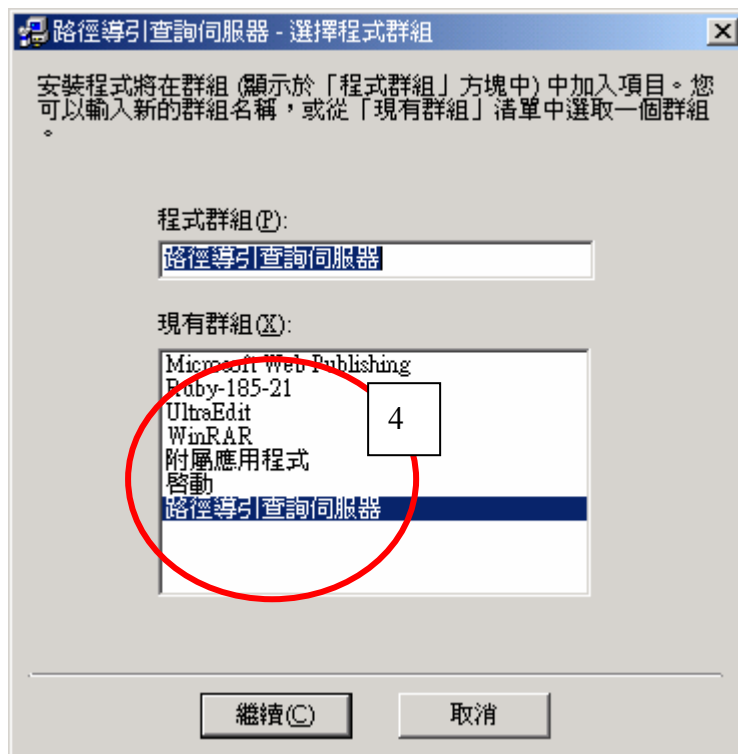 路徑導引查詢伺服器 - 選擇程式群組
安裝程式將在群組 (顯示於「程式群組」方塊中) 中加入項目。您
可以輸入新的群組名稱，或從「現有群組」清單中選取一個群組
。
程式群組(P):
路徑導引查詢伺服器
現有群組(X):
Microsoft Web Publishing
Ruby-185-21
UltraEdit
4
WinRAR
附屬應用程式
啟動
路徑導引查詢伺服器
繼續(C)
取消